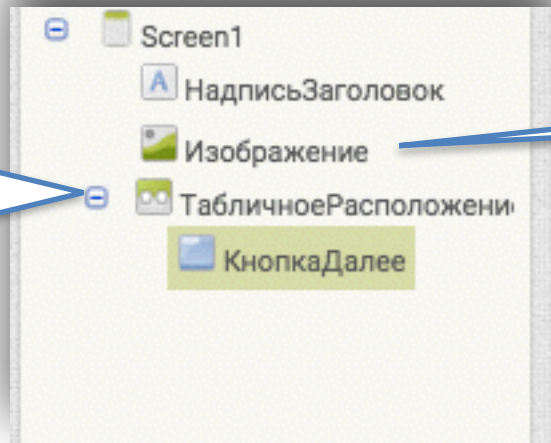 Screen1
A НадписьЗаголовок
Изображение
ТабличноеРасположени
КнопкаДалее